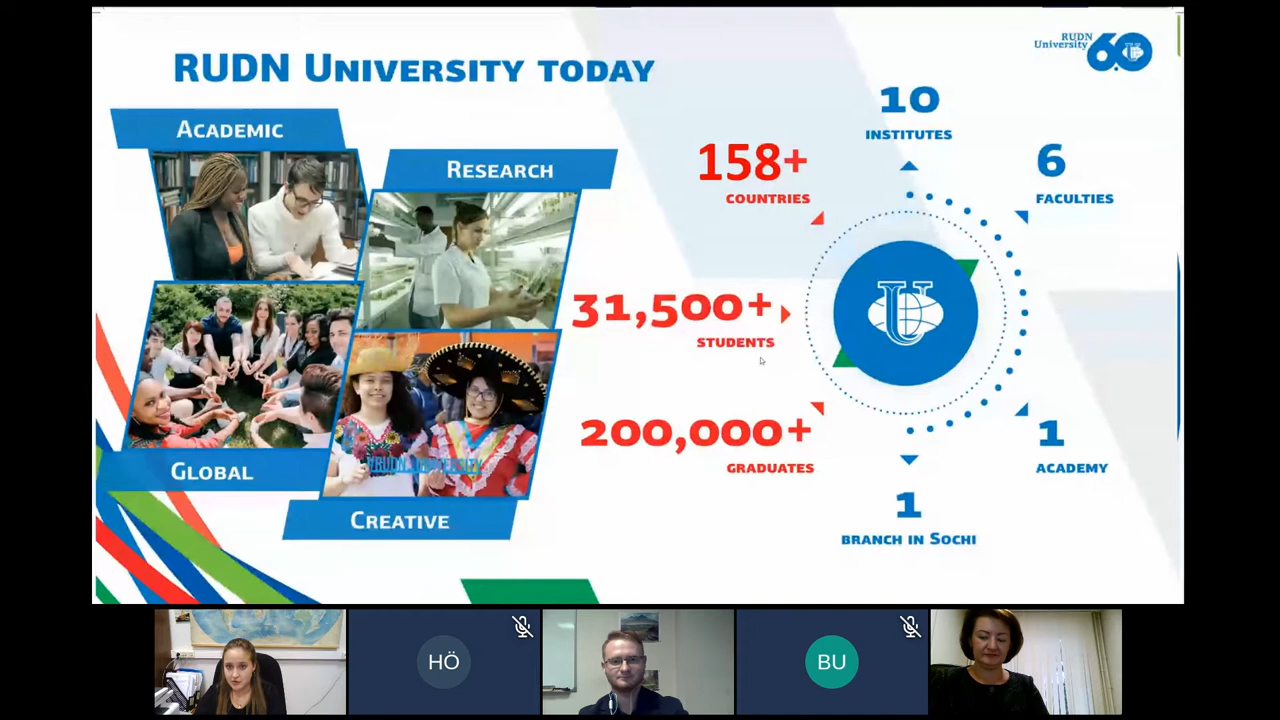 RUDN UNIVERSITY TODAY
RUDN
University
60
ACADEMIC
RESEARCH
GLOBAL
CREATIVE
#RUDN_UNIVERSITY
10
INSTITUTES
158+
COUNTRIES
6
FACULTIES
31,500+
STUDENTS
200,000+
GRADUATES
1
ACADEMY
1
BRANCH IN SOCHI
HÖ
BU